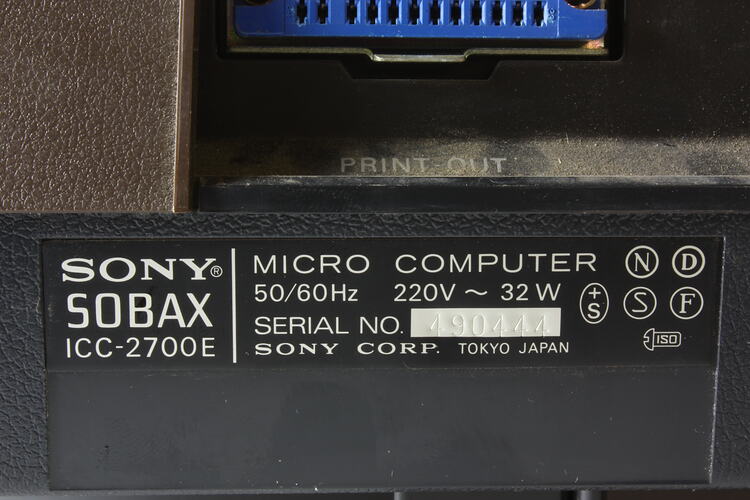 PRINT-OUT
SONY®
SOBAX
ICC-2700E
MICRO COMPUTER
50/60Hz 220V ~ 32W
SERIAL NO. 490444
SONY CORP. TOKYO JAPAN
N D
+S S F
ISO